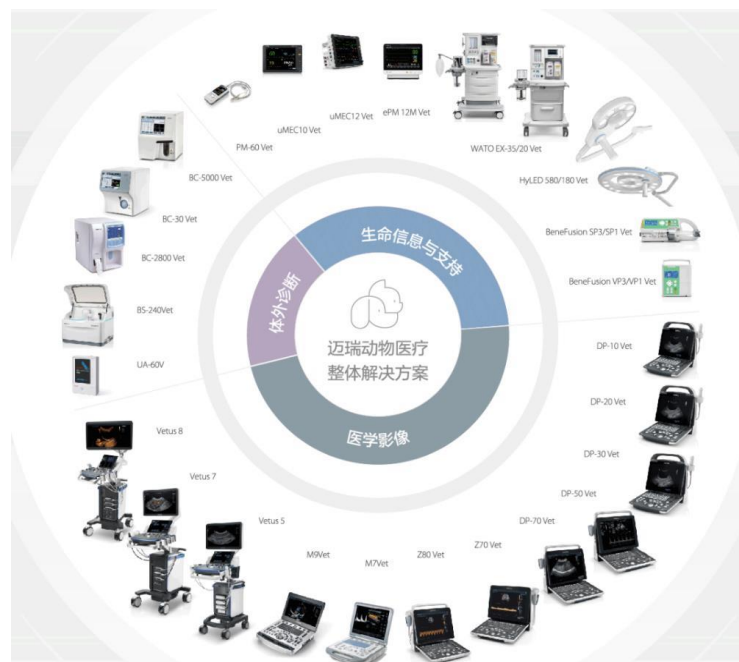 ePM 12M Vet
uMEC12 Vet
uMEC10 Vet
PM-60 Vet
WATO EX-35/20 Vet
HyLED S80/180 Vet
BeneFusion SP3/SP1 Vet
BeneFusion VP3/VP1 Vet
BC-5000 Vet
BC-30 Vet
BC-2800 Vet
BS-240Vet
UA-60V
生命信息与支持
体外诊断
医学影像
迈瑞动物医疗
整体解决方案
DP-10 Vet
DP-20 Vet
DP-30 Vet
DP-50 Vet
DP-70 Vet
Z70 Vet
Z80 Vet
M7Vet
M9Vet
Vetus 5
Vetus 7
Vetus 8